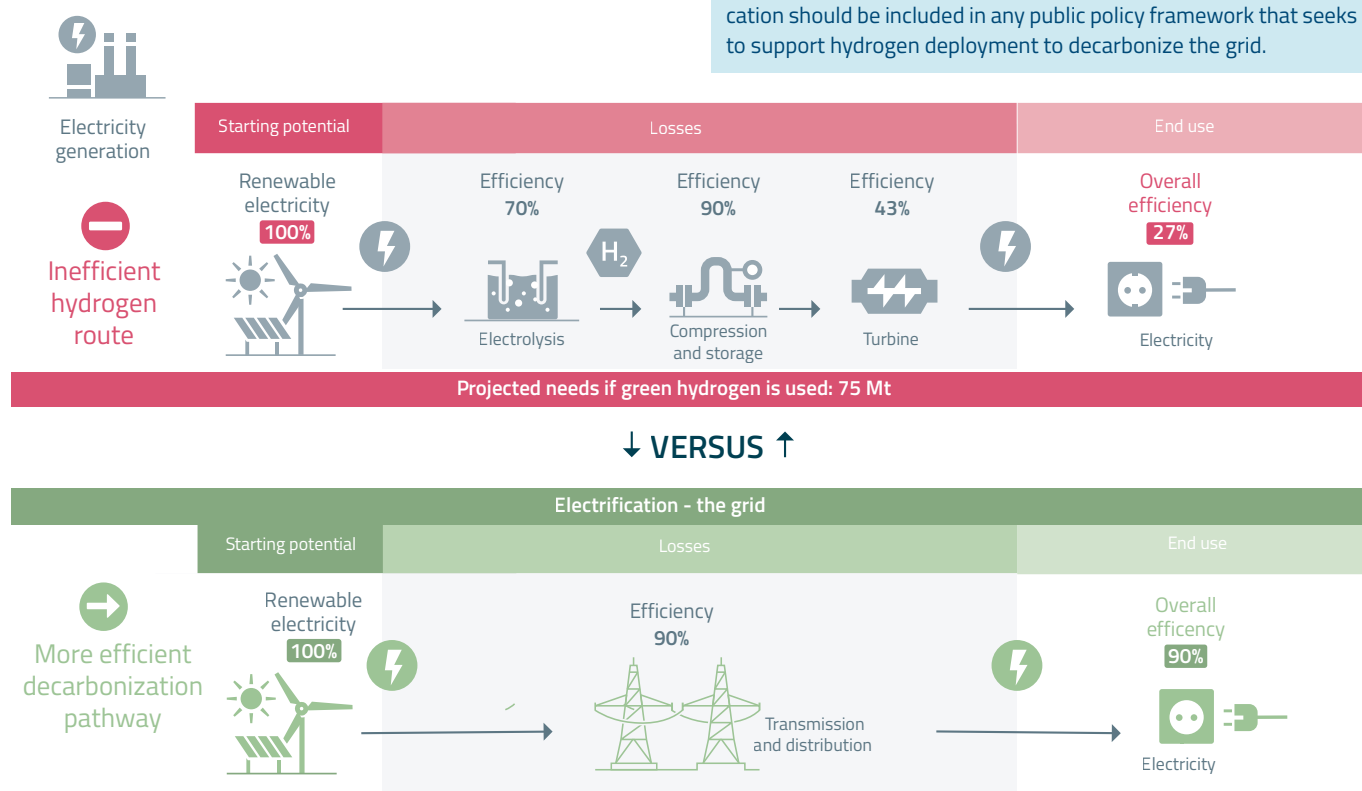 cation should be included in any public policy framework that seeks
to support hydrogen deployment to decarbonize the grid.
Electricity
generation
Starting potential
Losses
End use
Inefficient
hydrogen
route
Renewable
electricity
100%
Efficiency
70%
H2
Efficiency
90%
Efficiency
43%
Overall
efficiency
27%
Electrolysis
Compression
and storage
Turbine
Electricity
Projected needs if green hydrogen is used: 75 Mt
↓ VERSUS ↑
Electrification - the grid
Starting potential
Losses
End use
More efficient
decarbonization
pathway
Renewable
electricity
100%
Efficiency
90%
Transmission
and distribution
Overall
efficency
90%
Electricity